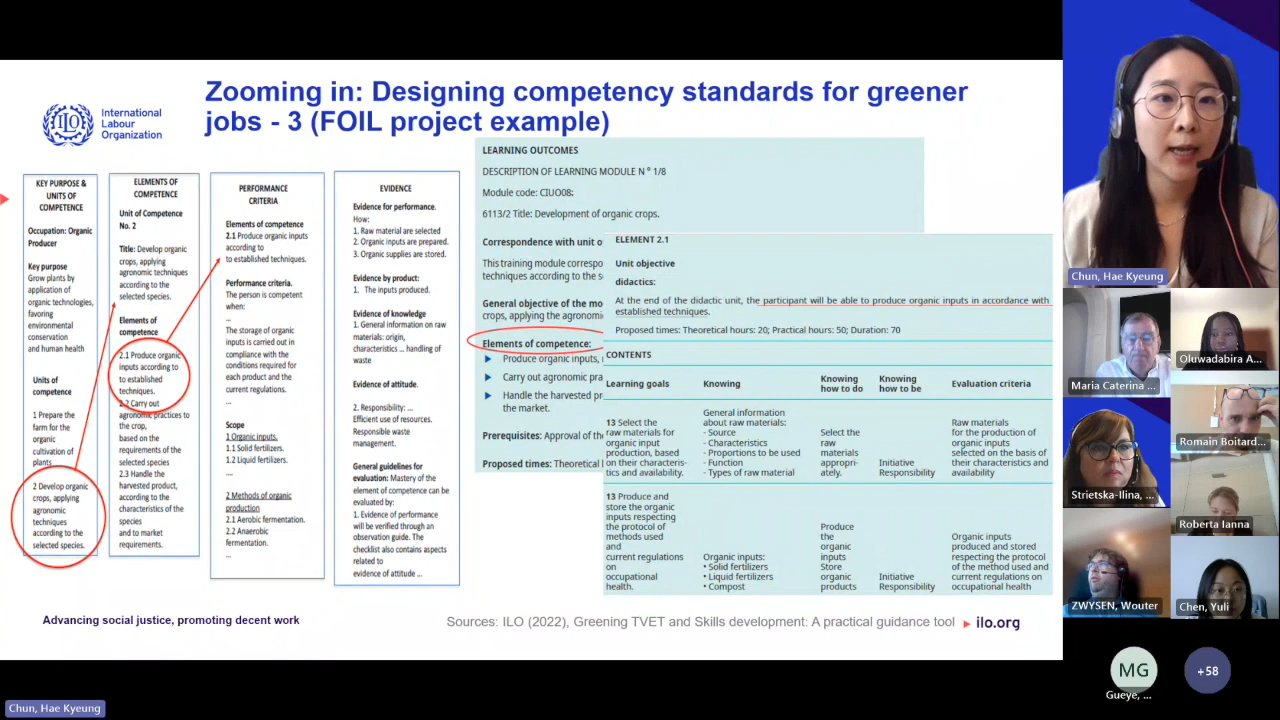 Zooming in: Designing competency standards for greener
jobs - 3 (FOIL project example)
International
Labour
Organization
KEY PURPOSE &
UNITS OF
COMPETENCE
Occupation: Organic
Producer
Key purpose
Grow plants by
application of
organic technologies,
favoring
environmental
conservation
and human health
Units of
competence
1 Prepare the
farm for the
organic
cultivation of
plants
2 Develop organic
crops, applying
agronomic
techniques
according to the
selected species.
ELEMENTS OF
COMPETENCE
Unit of Competence
No. 2
Title: Develop organic
crops, applying
agronomic techniques
according to the
selected species.
Elements of
competence
2.1 Produce organic
inputs according to
to established
techniques.
2.2 Carry out
agronomic practices to
the crop,
based on the
requirements of the
selected species
2.3 Handle the
harvested product,
according to the
characteristics of the
species
and to market
requirements.
PERFORMANCE
CRITERIA
Elements of competence
2.1 Produce organic inputs
according to
to established techniques.
Performance criteria.
The person is competent
when:
...
The storage of organic
inputs is carried out in
compliance with the
conditions required for
each product and the
current regulations.
...
Scope
1 Organic inputs.
1.1 Solid fertilizers
1.2 Liquid fertilizers.
....
2 Methods of organic
production
2.1 Aerobic fermentation.
2.2 Anaerobic
fermentation.
...
EVIDENCE
Evidence for performance.
How:
1. Raw material are selected
2. Organic inputs are prepared.
3. Organic supplies are stored.
Evidence by product:
1. The inputs produced.
Evidence of knowledge
1. General information on raw
materials: origin,
characteristics ... handling of
waste
Evidence of attitude.
2. Responsibility: ...
Efficient use of resources.
Responsible waste
management.
General guidelines for
evaluation: Mastery of the
element of competence can be
evaluated by:
1. Evidence of performance
will be verified through an
observation guide. The
checklist also contains aspects
related to
evidence of attitude ...
LEARNING OUTCOMES
DESCRIPTION OF LEARNING MODULE N ° 1/8
Module code: CIUO08:
6113/2 Title: Development of organic crops.
Correspondence with unit o
This training module correspo
techniques according to the s
General objective of the mo
crops, applying the agronomi
Elements of competence:
Produce organic inputs, i
Carry out agronomic pra
Handle the harvested pr
the market.
Prerequisites: Approval of th
Proposed times: Theoretical
ELEMENT 2.1
Unit objective
didactics:
At the end of the didactic unit, the participant will be able to produce organic inputs in accordance with
established techniques.
Proposed times: Theoretical hours: 20; Practical hours: 50; Duration: 70
CONTENTS
Learning goals
Knowing
Knowing
how to do
Knowing
how to be
Evaluation criteria
13 Select the
raw materials for
organic input
production, based
on their characteris-
tics and availability.
General information
about raw materials:
- Source
- Characteristics
- Proportions to be used
- Function
- Types of raw material
Select the
raw
materials
appropri-
ately.
Initiative
Responsibility
Raw materials
for the production of
organic inputs
selected on the basis of
their characteristics and
availability
13 Produce and
store the organic
inputs respecting
the protocol of
methods used
and
current regulations
on
occupational
health.
Organic inputs:
• Solid fertilizers
• Liquid fertilizers
• Compost
Produce
the
organic
inputs
Store
organic
products
Initiative
Responsibility
Organic inputs
produced and stored
respecting the protocol
of the method used and
current regulations on
occupational health
Advancing social justice, promoting decent work
Sources: ILO (2022), Greening TVET and Skills development: A practical guidance tool
ilo.org
Chun, Hae Kyeung
Maria Caterina ...
Oluwadabira A...
Strietska-Ilina, ...
Romain Boitard...
Roberta Ianna
ZWYSEN, Wouter
Chen, Yuli
MG
Gueye, ...
+58
Chun, Hae Kyeung